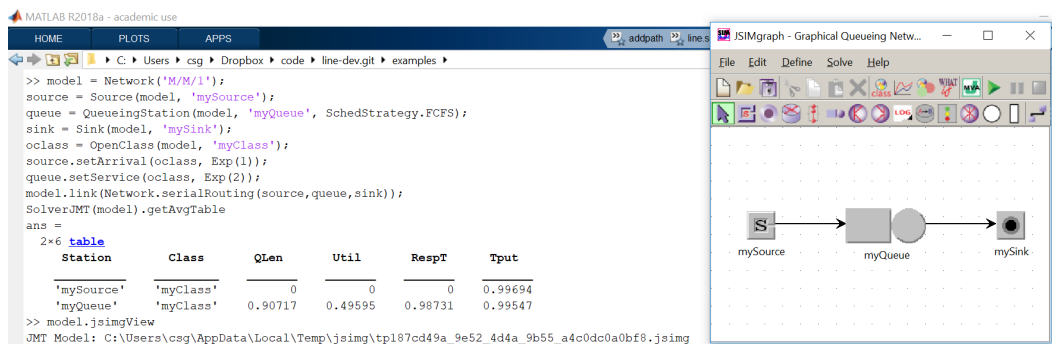 MATLAB R2018a - academic use
HOME PLOTS APPS
addpath line.s
C: Users csg Dropbox code line-dev.git examples
>> model = Network('M/M/1');
source = Source(model, 'mySource');
queue = QueueingStation(model, 'myQueue', SchedStrategy.FCFS);
sink = Sink(model, 'mySink');
oclass = OpenClass(model, 'myClass');
source.setArrival(oclass, Exp(1));
queue.setService(oclass, Exp(2));
model.link(Network.serialRouting(source,queue,sink));
SolverJMT(model).getAvgTable
ans =
2×6 table
Station Class QLen Util RespT Tput
'mySource' 'myClass' 0 0 0 0.99694
'myQueue' 'myClass' 0.90717 0.49595 0.98731 0.99547
>> model.jsimgView
JMT Model: C:\Users\csg\AppData\Local\Temp\jsimg\tp187cd49a_9e52_4d4a_9b55_a4c0dc0a0bf8.jsimg
JSIMgraph - Graphical Queueing Netw...
File Edit Define Solve Help
class WHAT IF MVA
LOG
S
mySource myQueue mySink